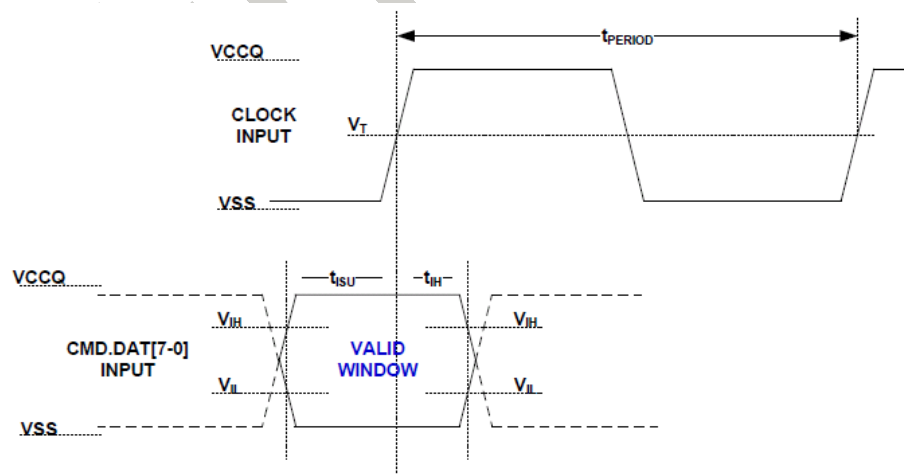 tPERIOD
VCCQ
CLOCK
INPUT
VT
VSS
VCCQ
tISU
tIH
VIH
VIH
CMD.DAT[7-0]
INPUT
VALID
WINDOW
VIL
VIL
VSS